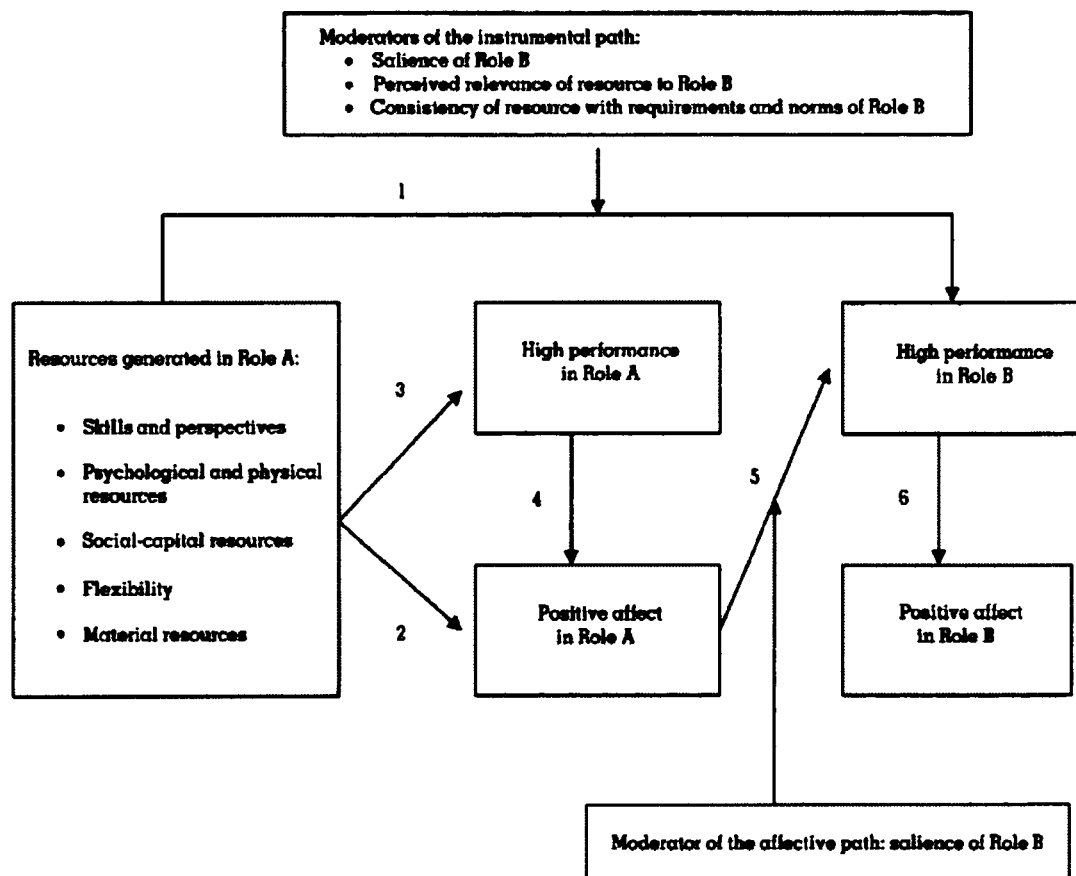 Moderators of the instrumental path:
• Salience of Role B
• Perceived relevance of resource to Role B
• Consistency of resource with requirements and norms of Role B
1
Resources generated in Role A:
• Skills and perspectives
• Psychological and physical
resources
• Social-capital resources
• Flexibility
• Material resources
3
2
High performance
in Role A
4
Positive affect
in Role A
5
High performance
in Role B
6
Positive affect
in Role B
Moderator of the affective path: salience of Role B